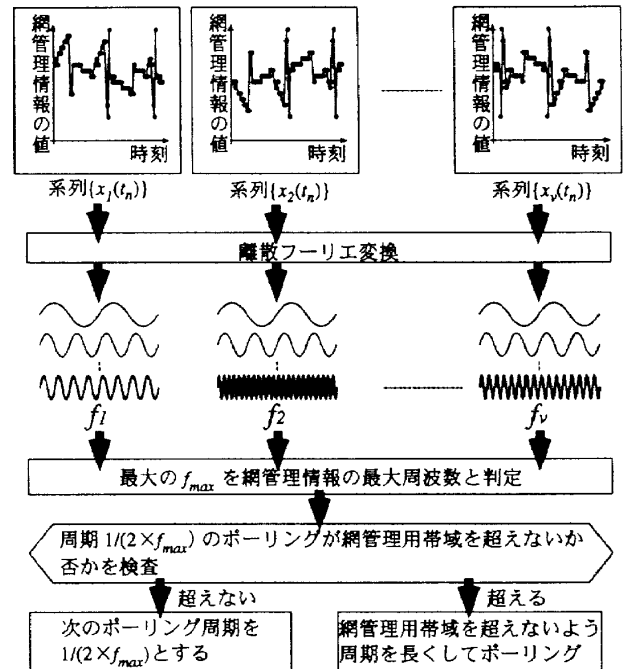 網管理情報の値
時刻
網管理情報の値
時刻
網管理情報の値
時刻
系列{x1(tn)}
系列{x2(tn)}
系列{xν(tn)}
離散フーリエ変換
f1
f2
fν
最大の fmax を網管理情報の最大周波数と判定
周期 1/(2×fmax) のポーリングが網管理用帯域を超えないか
否かを検査
超えない
超える
次のポーリング周期を
1/(2×fmax)とする
網管理用帯域を超えないよう
周期を長くしてポーリング